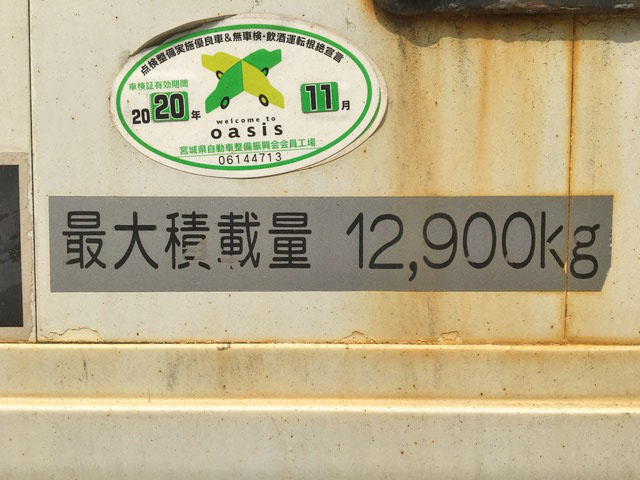 点検整備実施優良車&無車検・飲酒運転根絶宣言
車検証有効期間
2020年 11月
welcome to
oasis
宮城県自動車整備振興会会員工場
06144713
最大積載量 12,900kg